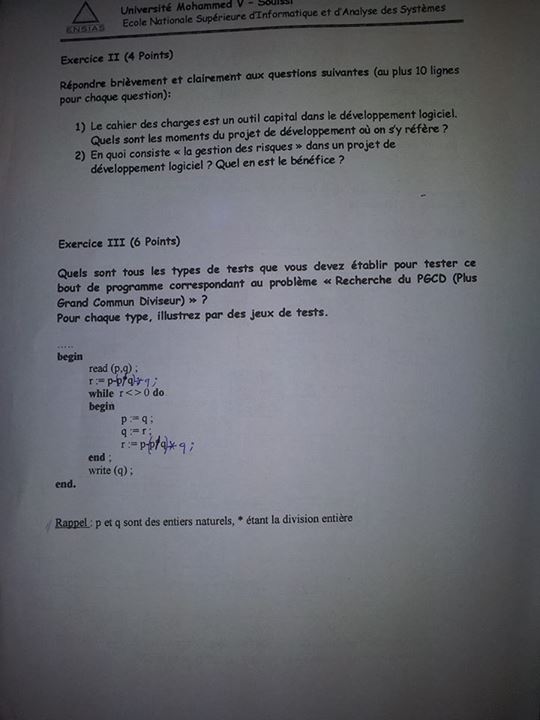 Université Mohammed V - Souissi
ENSIAS
Ecole Nationale Supérieure d'Informatique et d'Analyse des Systèmes
Exercice II (4 Points)
Répondre brièvement et clairement aux questions suivantes (au plus 10 lignes
pour chaque question):
1) Le cahier des charges est un outil capital dans le développement logiciel.
Quels sont les moments du projet de développement où on s'y réfère ?
2) En quoi consiste « la gestion des risques » dans un projet de
développement logiciel ? Quel en est le bénéfice ?
Exercice III (6 Points)
Quels sont tous les types de tests que vous devez établir pour tester ce
bout de programme correspondant au problème « Recherche du PGCD (Plus
Grand Commun Diviseur) » ?
Pour chaque type, illustrez par des jeux de tests.
.....
begin
read (p,q) ;
r := p-(p/q)*q ;
while r <> 0 do
begin
p := q ;
q := r ;
r := p-(p/q)*q ;
end ;
write (q) ;
end.
Rappel : p et q sont des entiers naturels, * étant la division entière